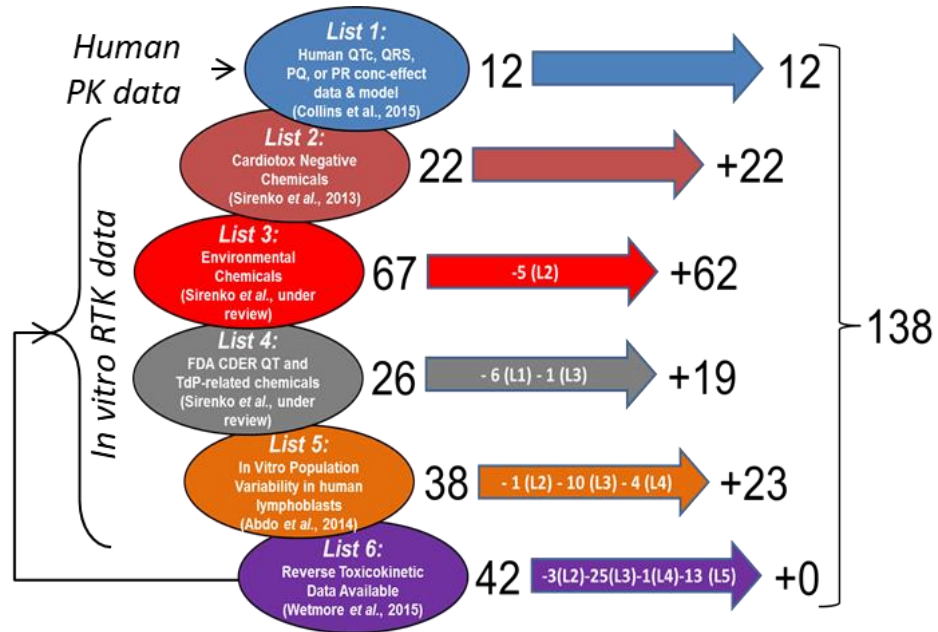 Human
PK data
In vitro RTK data
List 1:
Human QTc, QRS,
PQ, or PR conc-effect
data & model
(Collins et al., 2015)
12
12
List 2:
Cardiotox Negative
Chemicals
(Sirenko et al., 2013)
22
+22
List 3:
Environmental
Chemicals
(Sirenko et al., under
review)
67
-5 (L2)
+62
List 4:
FDA CDER QT and
TdP-related chemicals
(Sirenko et al., under
review)
26
- 6 (L1) - 1 (L3)
+19
List 5:
In Vitro Population
Variability in human
lymphoblasts
(Abdo et al., 2014)
38
- 1 (L2) - 10 (L3) - 4 (L4)
+23
List 6:
Reverse Toxicokinetic
Data Available
(Wetmore et al., 2015)
42
-3(L2)-25(L3)-1(L4)-13 (L5)
+0
138